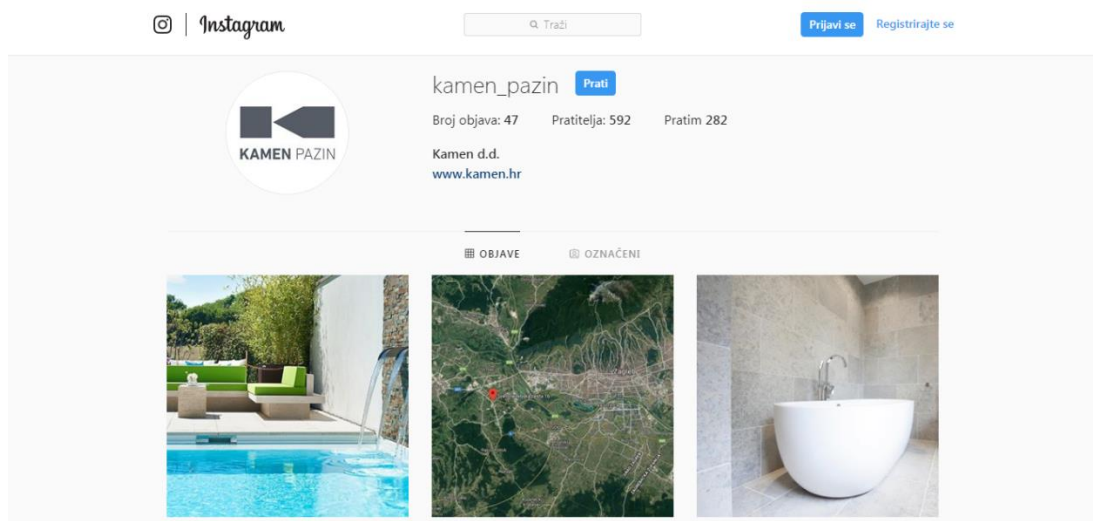 Instagram
Traži
Prijavi se
Registrirajte se
kamen_pazin
Prati
Broj objava: 47 Pratitelja: 592 Pratim 282
Kamen d.d.
www.kamen.hr
KAMEN PAZIN
OBJAVE
OZNAČENI
Zagreb